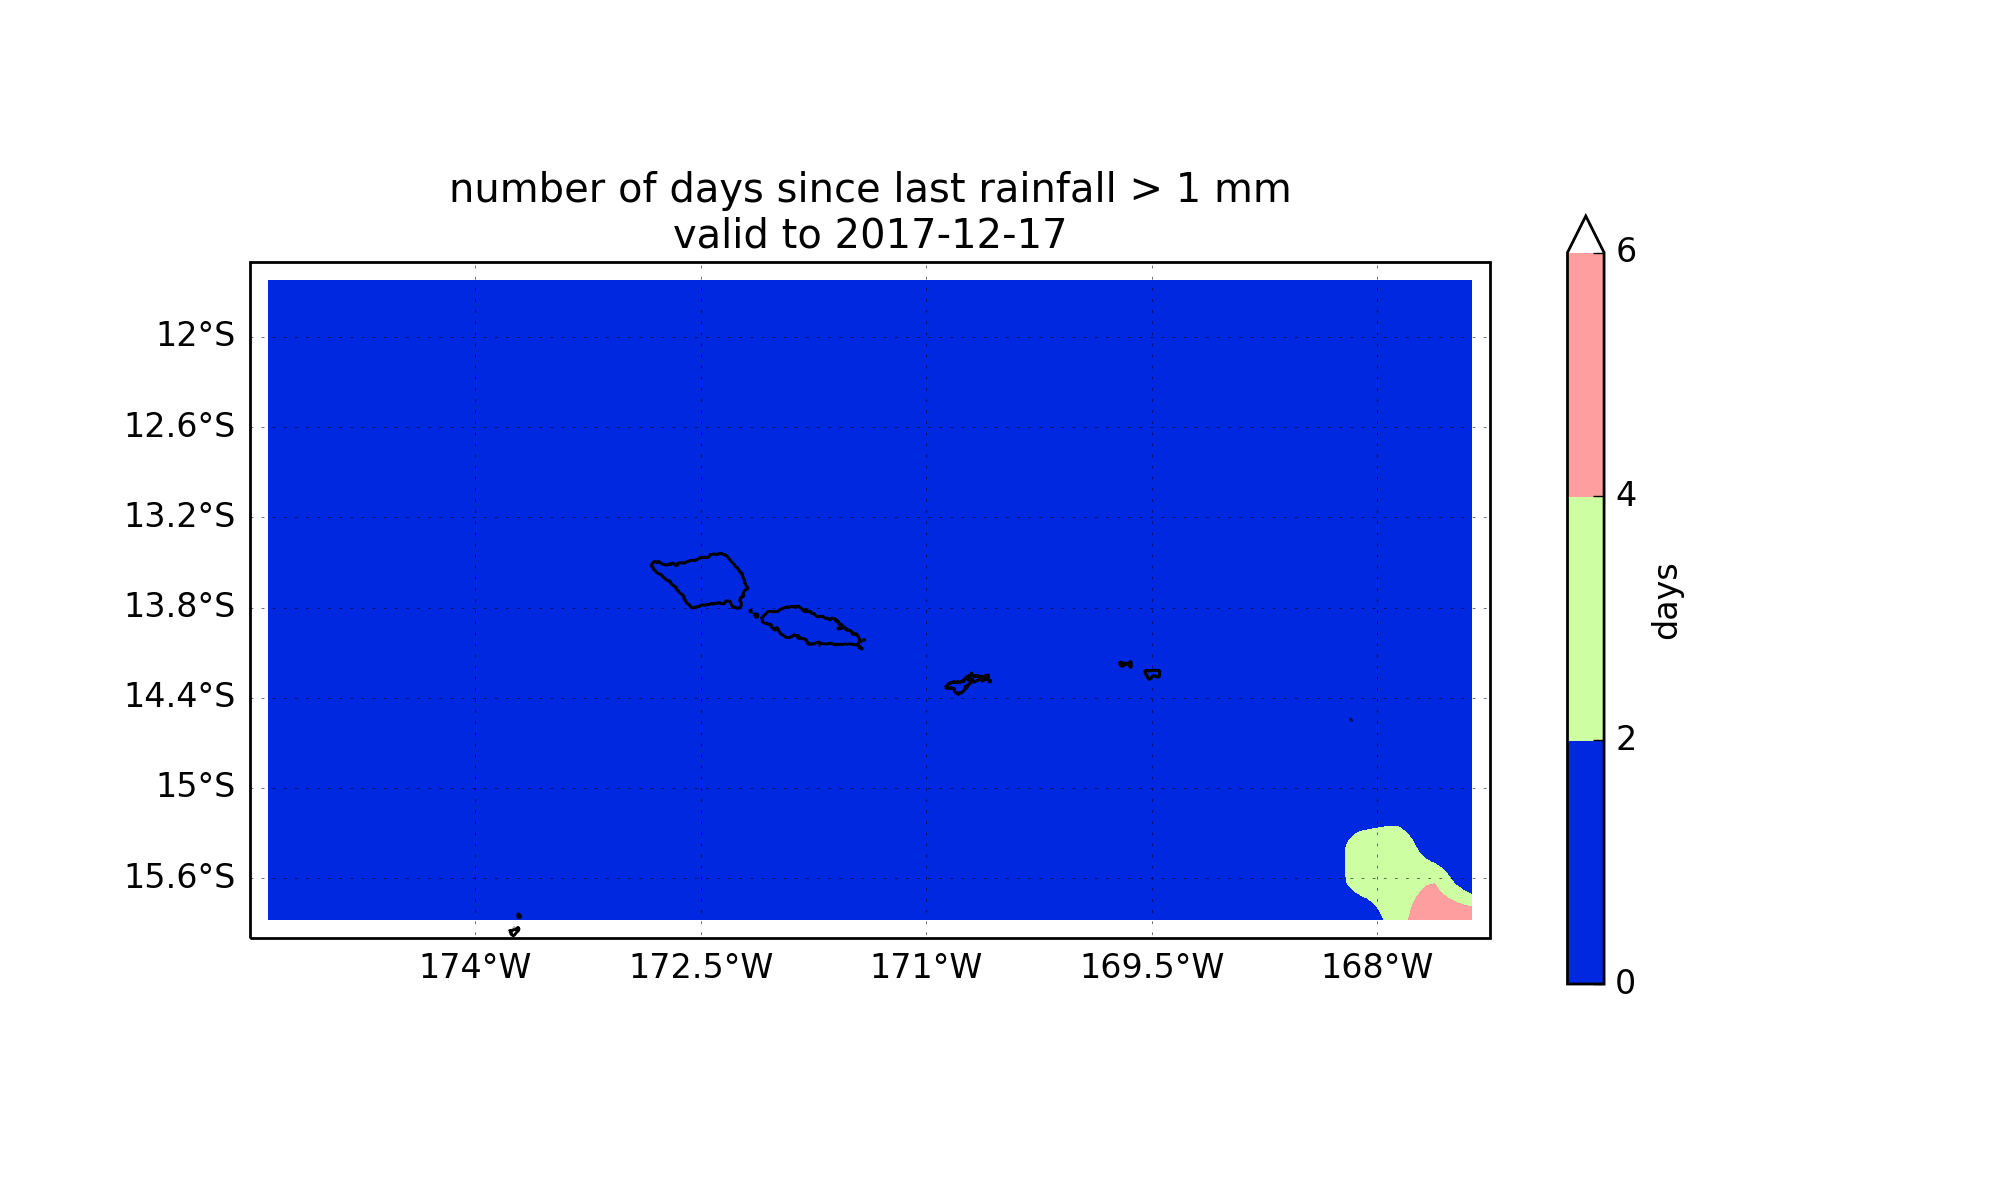 number of days since last rainfall > 1 mm
valid to 2017-12-17
12°S
12.6°S
13.2°S
13.8°S
14.4°S
15°S
15.6°S
174°W
172.5°W
171°W
169.5°W
168°W
6
4
2
0
days